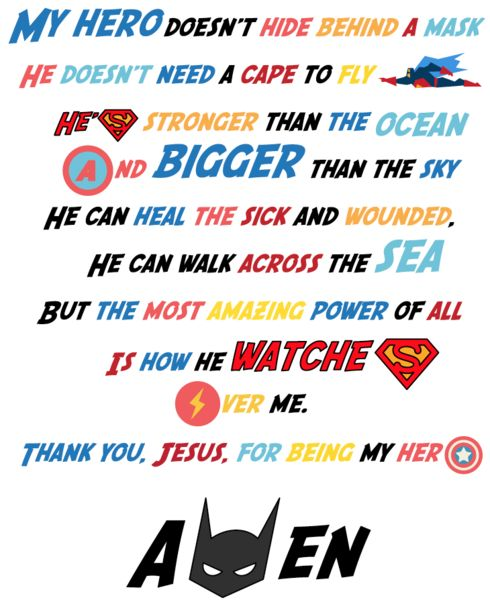 My hero doesn't hide behind a mask
He doesn't need a cape to fly
He's stronger than the ocean
And bigger than the sky
He can heal the sick and wounded,
He can walk across the sea
But the most amazing power of all
Is how he watches
over me.
Thank you, Jesus, for being my hero
Amen